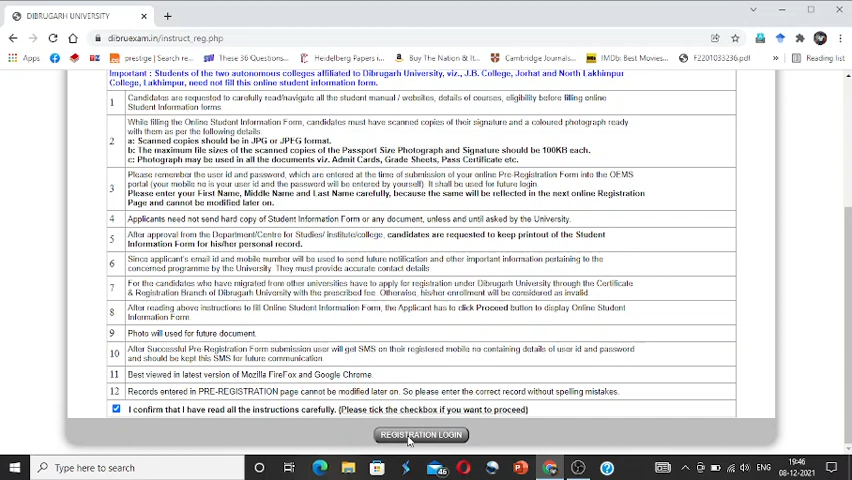 DIBRUGARH UNIVERSITY
dibruexam.in/instruct_reg.php
Apps
prestige | Search re...
These 36 Questions...
Heidelberg Papers i...
Buy The Nation & It...
Cambridge Journals...
IMDb: Best Movies...
F2201033236.pdf
Reading list
Important : Students of the two autonomous colleges affiliated to Dibrugarh University, viz., J.B. College, Jorhat and North Lakhimpur
College, Lakhimpur, need not fill this online student information form.
1 Candidates are requested to carefully read/navigate all the student manual / websites, details of courses, eligibility before filling online
Student Information forms.
While filling the Online Student Information Form, candidates must have scanned copies of their signature and a coloured photograph ready
with them as per the following details:
2 a: Scanned copies should be in JPG or JPEG format.
b: The maximum file sizes of the scanned copies of the Passport Size Photograph and Signature should be 100KB each.
c: Photograph may be used in all the documents viz. Admit Cards, Grade Sheets, Pass Certificate etc.
Please remember the user id and password, which are entered at the time of submission of your online Pre-Registration Form into the OEMS
3 portal (your mobile no is your user id and the password will be entered by yourself). It shall be used for future login.
Please enter your First Name, Middle Name and Last Name carefully, because the same will be reflected in the next online Registration
Page and cannot be modified later on.
4 Applicants need not send hard copy of Student Information Form or any document, unless and until asked by the University.
5 After approval from the Department/Centre for Studies/ institute/college, candidates are requested to keep printout of the Student
Information Form for his/her personal record.
6 Since applicant's email id and mobile number will be used to send future notification and other important information pertaining to the
concerned programme by the University. They must provide accurate contact details
7 For the candidates who have migrated from other universities have to apply for registration under Dibrugarh University through the Certificate
& Registration Branch of Dibrugarh University with the prescribed fee. Otherwise, his/her enrollment will be considered as invalid.
8 After reading above instructions to fill Online Student Information Form, the Applicant has to click Proceed button to display Online Student
Information Form
9 Photo will used for future document.
10 After Successful Pre-Registration Form submission user will get SMS on their registered mobile no containing details of user id and password
and should be kept this SMS for future communication
11 Best viewed in latest version of Mozilla FireFox and Google Chrome.
12 Records entered in PRE-REGISTRATION page cannot be modified later on. So please enter the correct record without spelling mistakes.
I confirm that I have read all the instructions carefully. (Please tick the checkbox if you want to proceed)
REGISTRATION LOGIN
Type here to search
46
ENG
19:46
08-12-2021